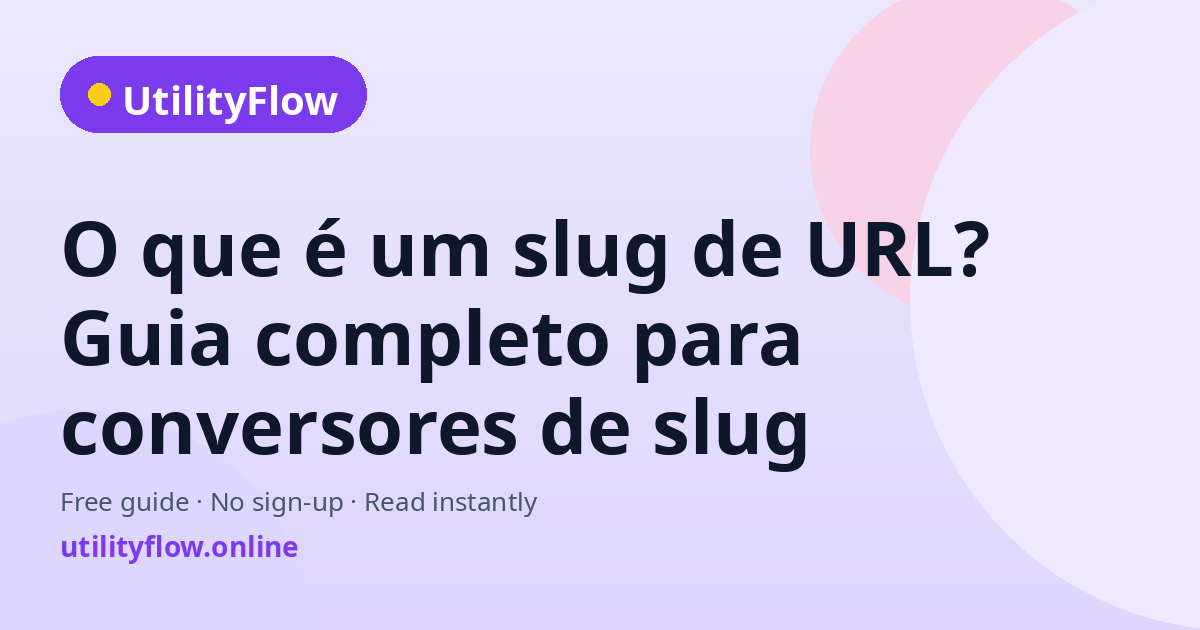 UtilityFlow
O que é um slug de URL?
Guia completo para
conversores de slug
Free guide · No sign-up · Read instantly
utilityflow.online